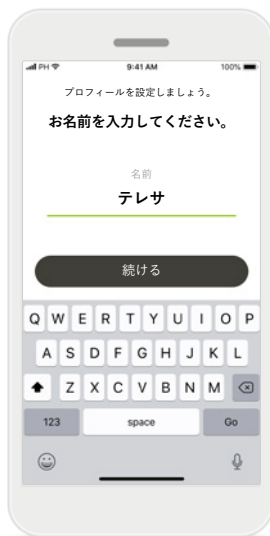 PH 9:41 AM 100%
プロフィールを設定しましょう。
お名前を入力してください。
名前
テレサ
続ける
Q W E R T Y U I O P
A S D F G H J K L
Z X C V B N M
123 space Go